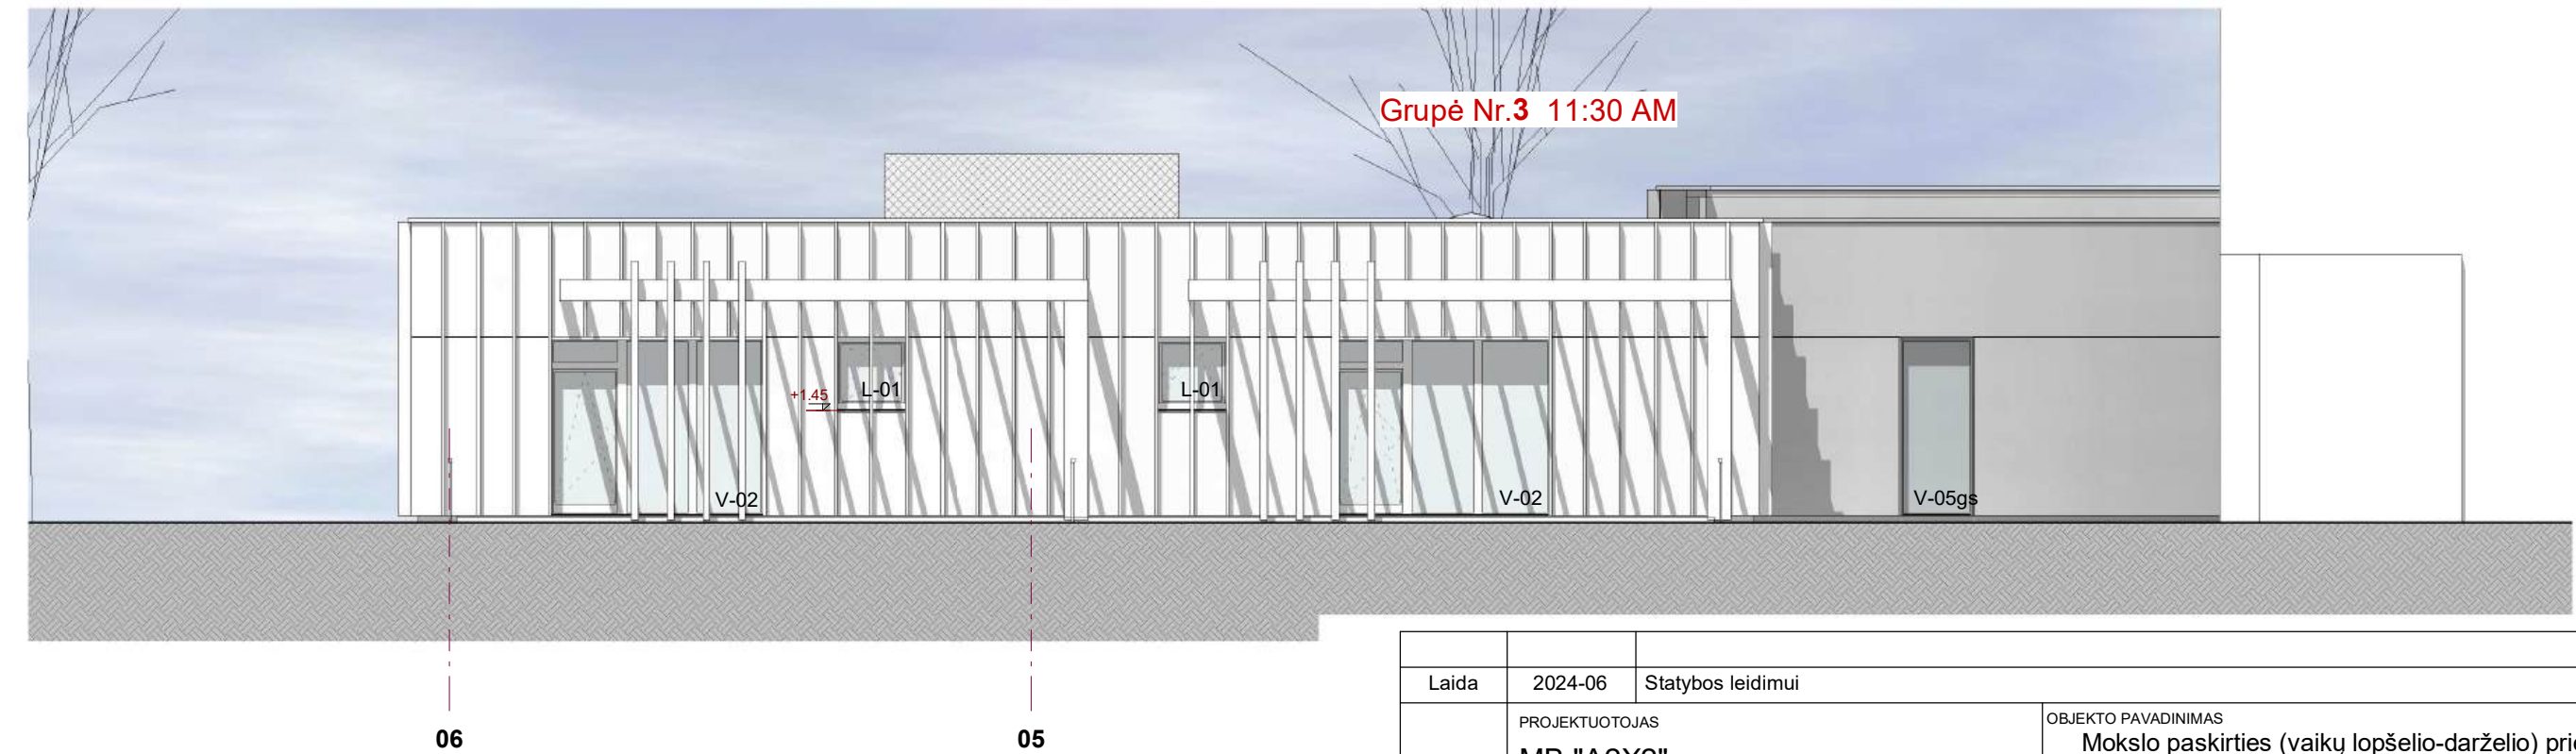 Grupė Nr.3 11:30 AM
+1.45
L-01
L-01
V-02
V-02
V-05gs
Laida 2024-06 Statybos leidimui
PROJEKTUOTOJAS
OBJEKTO PAVADINIMAS
Mokslo paskirties (vaikų lopšelio-darželio)
06
05